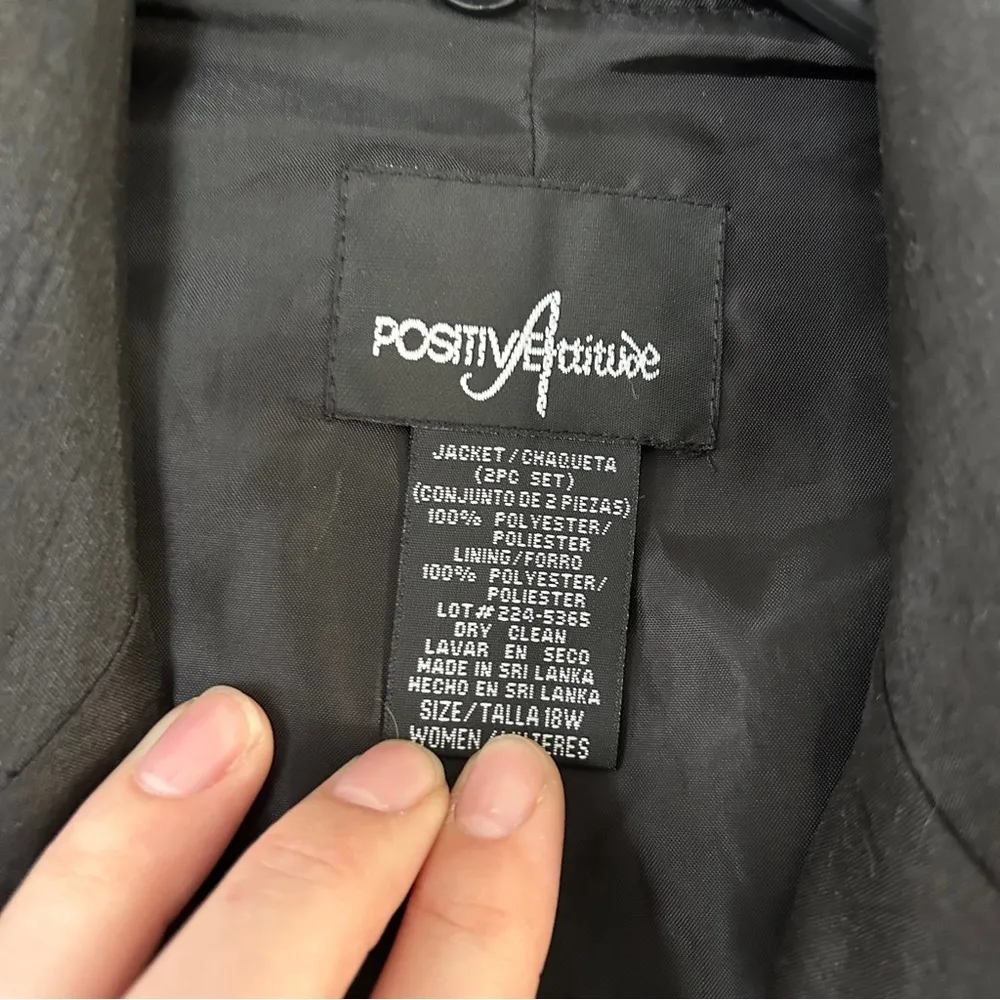 POSITIVE Attitude
JACKET/CHAQUETA
(2PC SET)
(CONJUNTO DE 2 PIEZAS)
100% POLYESTER/
POLIESTER
LINING/FORRO
100% POLYESTER/
POLIESTER
LOT# 224-5365
DRY CLEAN
LAVAR EN SECO
MADE IN SRI LANKA
HECHO EN SRI LANKA
SIZE/TALLA 18W
WOMEN